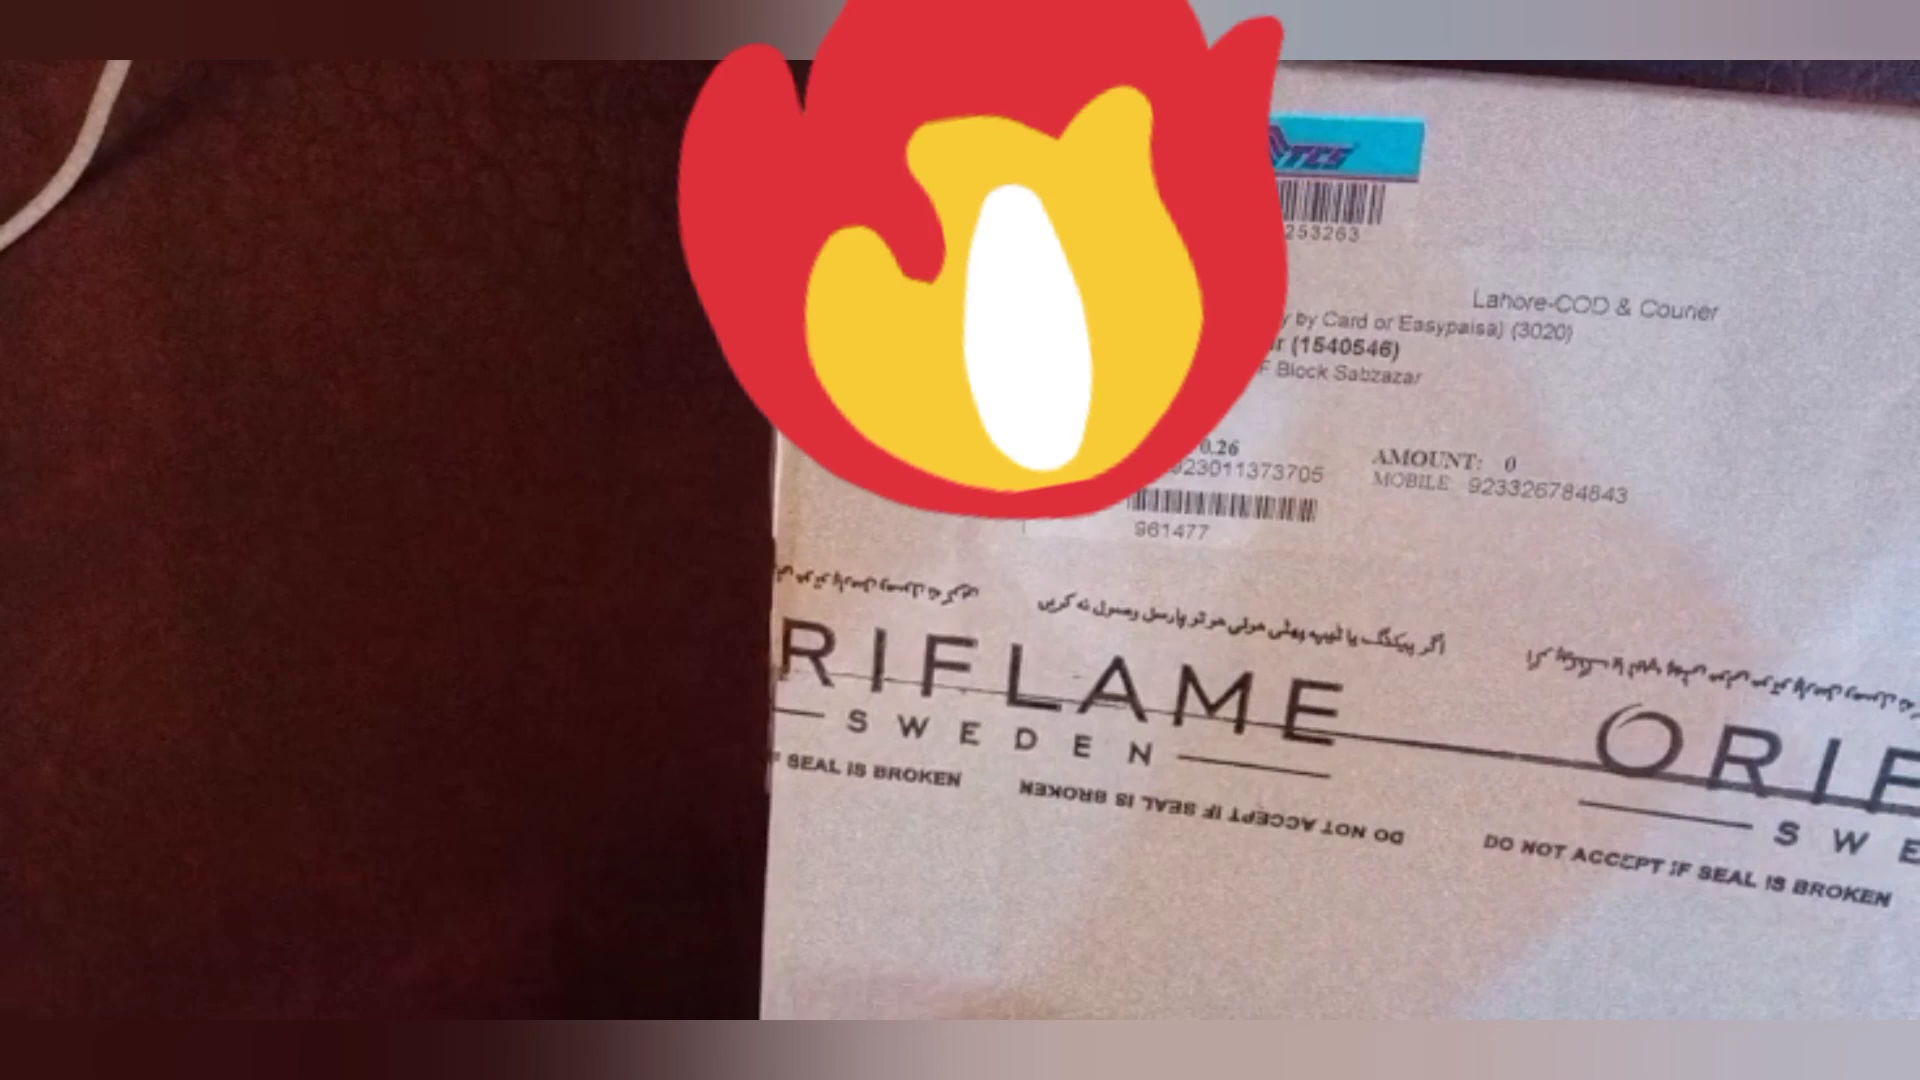 TCS
253263
Lahore-COD & Courier
by Card or Easypaisa) (3020)
(1540546)
F Block Sabzazar
0.26
AMOUNT: 0
923011373705
MOBILE 923326784843
961477
اگر پیکنگ یا ٹیپ پھٹی ہوئی ہو تو پارسل وصول نہ کریں
RIFLAME
ORIF
SWEDEN
SWE
SEAL IS BROKEN
DO NOT ACCEPT IF SEAL IS BROKEN
DO NOT ACCEPT IF SEAL IS BROKEN